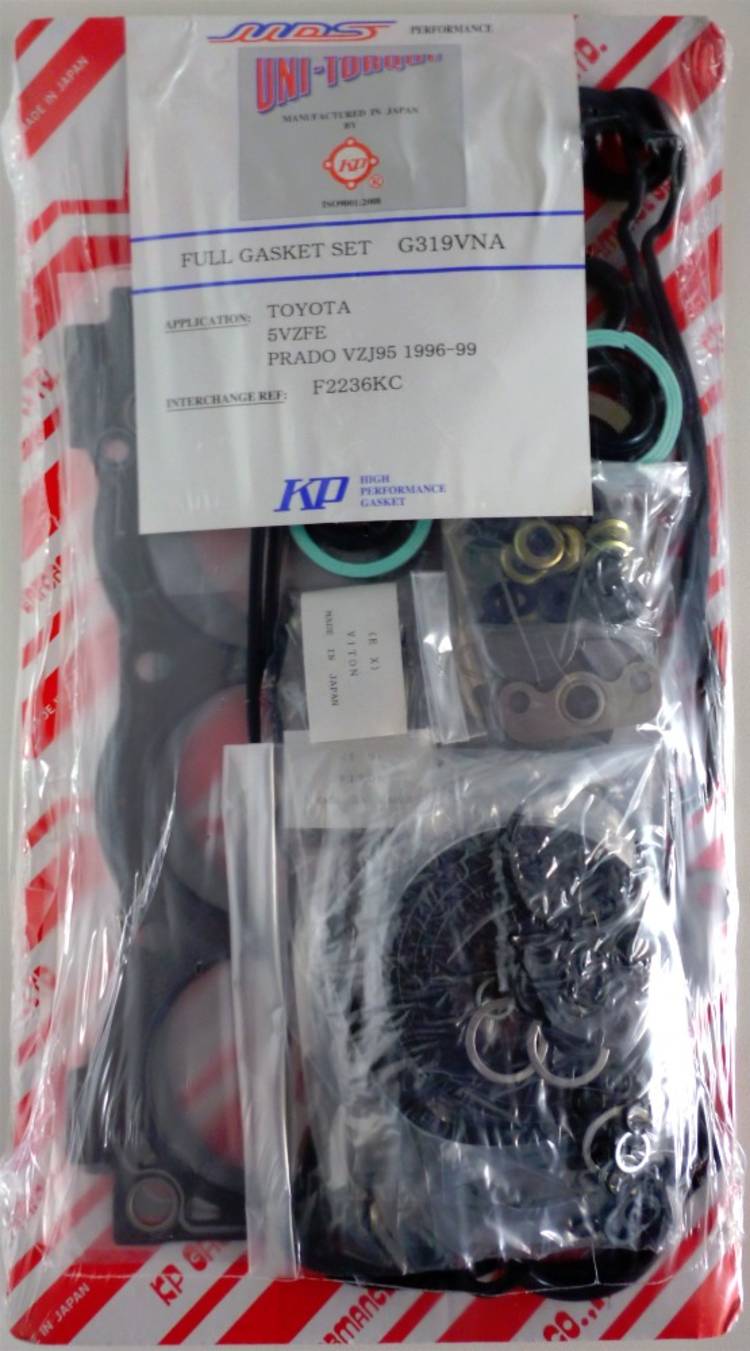 MDS PERFORMANCE
UNI-TORQUE
MANUFACTURED IN JAPAN
BY
KP
®
ISO9001:2008
FULL GASKET SET G319VNA
APPLICATION: TOYOTA
5VZFE
PRADO VZJ95 1996-99
INTERCHANGE REF: F2236KC
KP HIGH
PERFORMANCE
GASKET
MADE IN JAPAN
(EX)
VITON
MADE IN JAPAN
KP
IN JAPAN